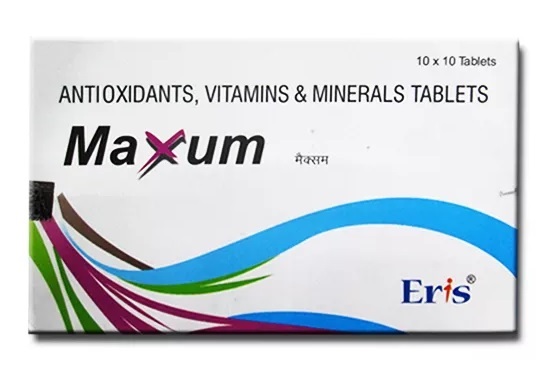 10 x 10 Tablets
ANTIOXIDANTS, VITAMINS & MINERALS TABLETS
Maxum मैक्सम
Eris®